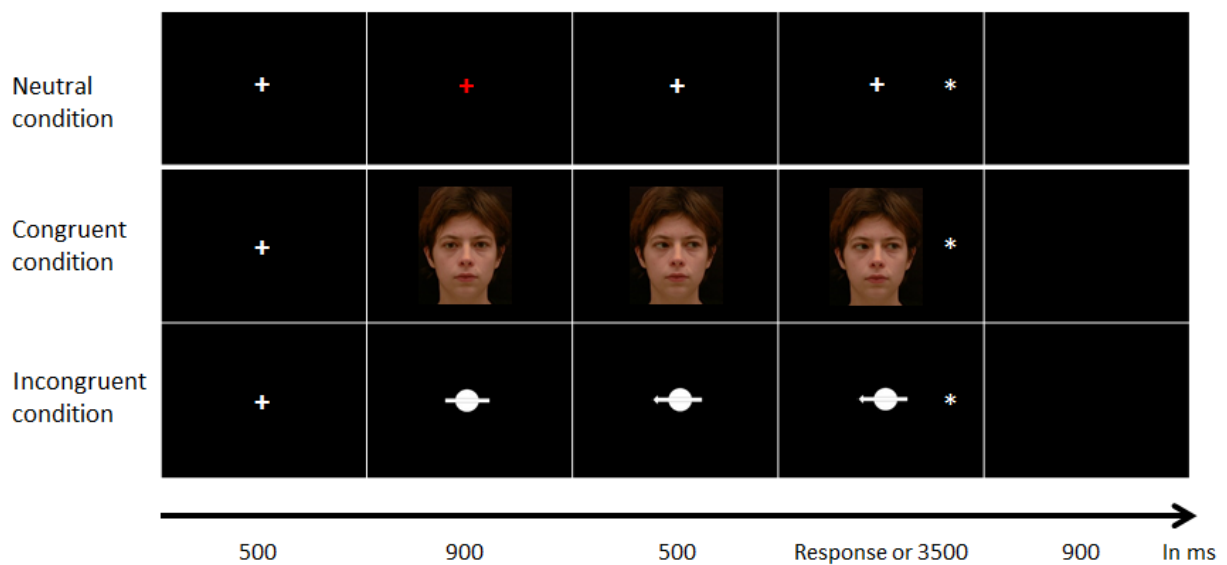 + + + + *
Neutral
condition
Congruent
condition
+ *
Incongruent
condition
+ *
500 900 500 Response or 3500 900 In ms